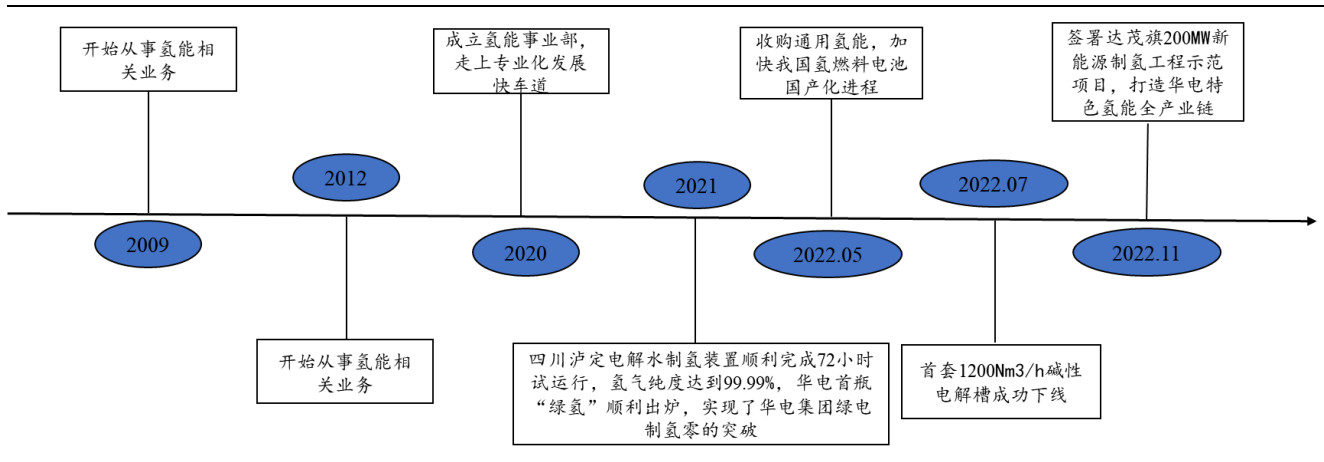 开始从事氢能相
关业务
成立氢能事业部，
走上专业化发展
快车道
收购通用氢能，加
快我国氢燃料电池
国产化进程
签署达茂旗200MW新
能源制氢工程示范
项目，打造华电特
色氢能全产业链
2012
2021
2022.07
2009
2020
2022.05
2022.11
开始从事氢能相
关业务
四川泸定电解水制氢装置顺利完成72小时
试运行，氢气纯度达到99.99%，华电首瓶
“绿氢”顺利出炉，实现了华电集团绿电
制氢零的突破
首套1200Nm3/h碱性
电解槽成功下线